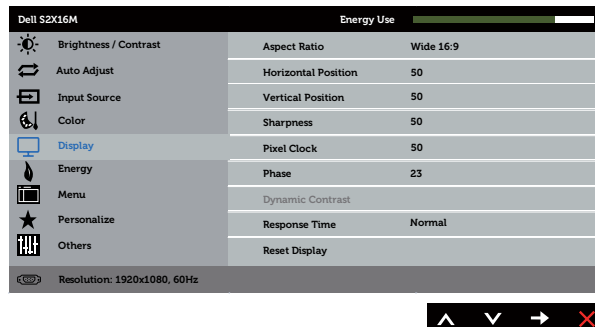 Dell S2X16M Energy Use
Brightness / Contrast Aspect Ratio Wide 16:9
Auto Adjust Horizontal Position 50
Input Source Vertical Position 50
Color Sharpness 50
Display Pixel Clock 50
Energy Phase 23
Menu Dynamic Contrast
Personalize Response Time Normal
Others Reset Display
Resolution: 1920x1080, 60Hz